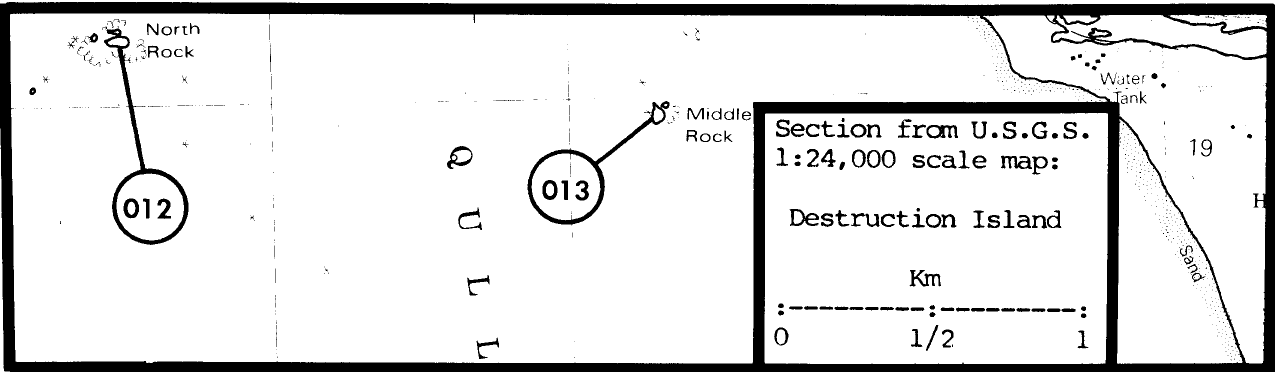 North
Rock
012
Q
U
L
L
013
Middle
Rock
Water
Tank
19
H
Sand
Section from U.S.G.S.
1:24,000 scale map:
Destruction Island
Km
0 1/2 1